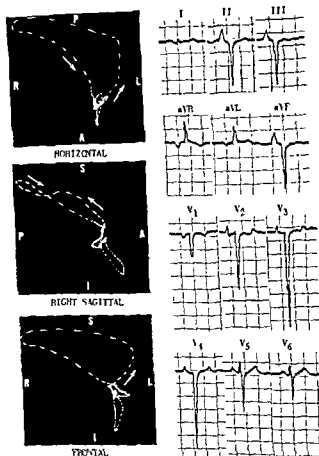 P
R L
A
HORIZONTAL
S
P A
I
RIGHT SAGITTAL
S
R L
I
FRONTAL
I II III
aVR aVL aVF
V1 V2 V3
V4 V5 V6